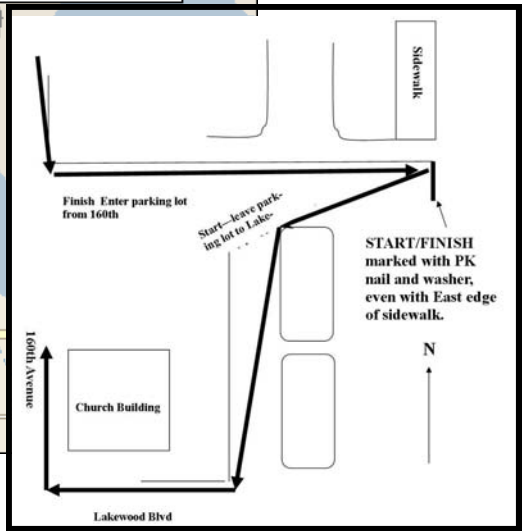 Sidewalk
Finish Enter parking lot
from 160th
Start—leave park-
ing lot to Lake-
START/FINISH
marked with PK
nail and washer,
even with East edge
of sidewalk.
N
160th Avenue
Church Building
Lakewood Blvd